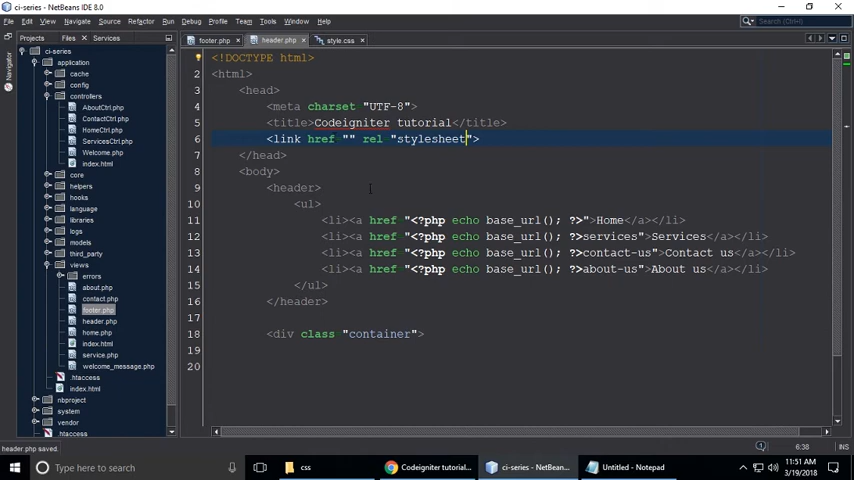 ci-series - NetBeans IDE 8.0
File Edit View Navigate Source Refactor Run Debug Profile Team Tools Window Help
Search (Ctrl+I)
Projects Files Services
footer.php header.php style.css
Navigator
ci-series
application
cache
config
controllers
AboutCtrl.php
ContactCtrl.php
HomeCtrl.php
ServicesCtrl.php
Welcome.php
index.html
core
helpers
hooks
language
libraries
logs
models
third_party
views
errors
about.php
contact.php
footer.php
header.php
home.php
index.html
service.php
welcome_message.php
.htaccess
index.html
nbproject
system
vendor
.htaccess
<!DOCTYPE html>
2 <html>
3 <head>
4 <meta charset "UTF-8">
5 <title>Codeigniter tutorial</title>
6 <link href "" rel "stylesheet">
7 </head>
8 <body>
9 <header>
10 <ul>
11 <li><a href "<?php echo base_url(); ?>">Home</a></li>
12 <li><a href "<?php echo base_url(); ?>services">Services</a></li>
13 <li><a href "<?php echo base_url(); ?>contact-us">Contact us</a></li>
14 <li><a href "<?php echo base_url(); ?>about-us">About us</a></li>
15 </ul>
16 </header>
17
18 <div class "container">
19
20
header.php saved.
1
6:38
INS
Type here to search
css
Codeigniter tutorial...
ci-series - NetBean...
Untitled - Notepad
11:51 AM
3/19/2018